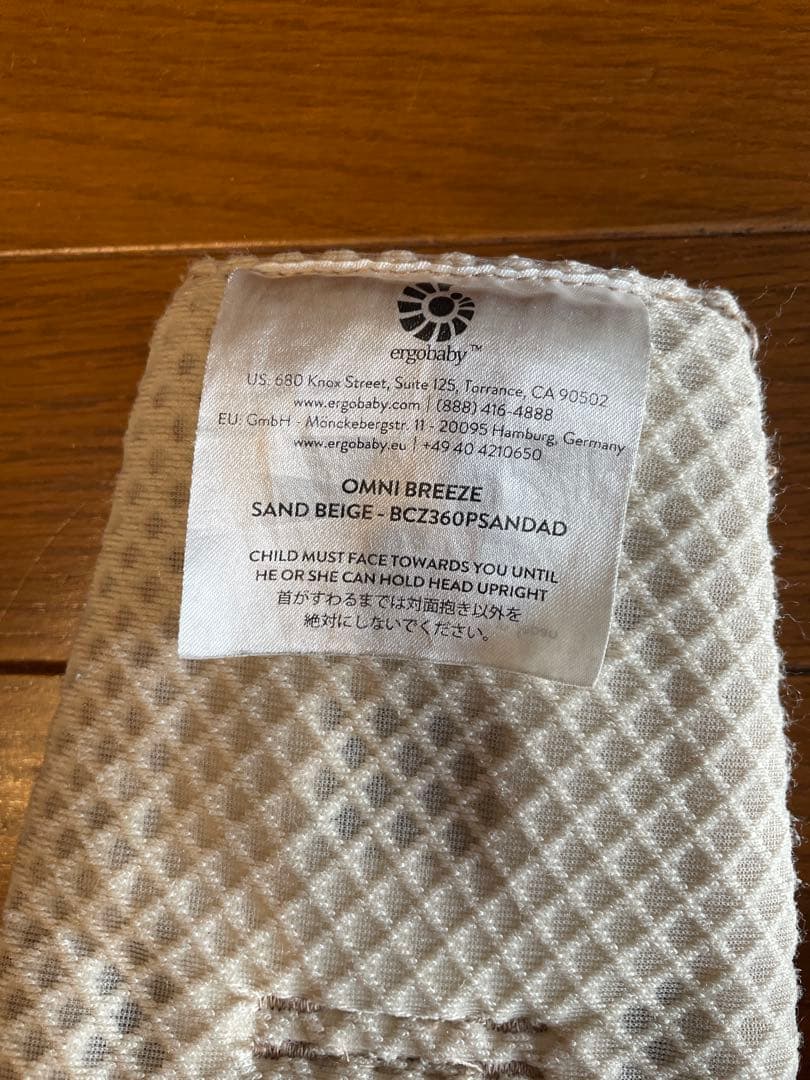 ergobaby™
US: 680 Knox Street, Suite 125, Torrance, CA 90502
www.ergobaby.com | (888) 416-4888
EU: GmbH - Mönckebergstr. 11 - 20095 Hamburg, Germany
www.ergobaby.eu | +49 40 4210650
OMNI BREEZE
SAND BEIGE - BCZ360PSANDAD
CHILD MUST FACE TOWARDS YOU UNTIL
HE OR SHE CAN HOLD HEAD UPRIGHT
首がすわるまでは対面抱き以外を
絶対にしないでください。